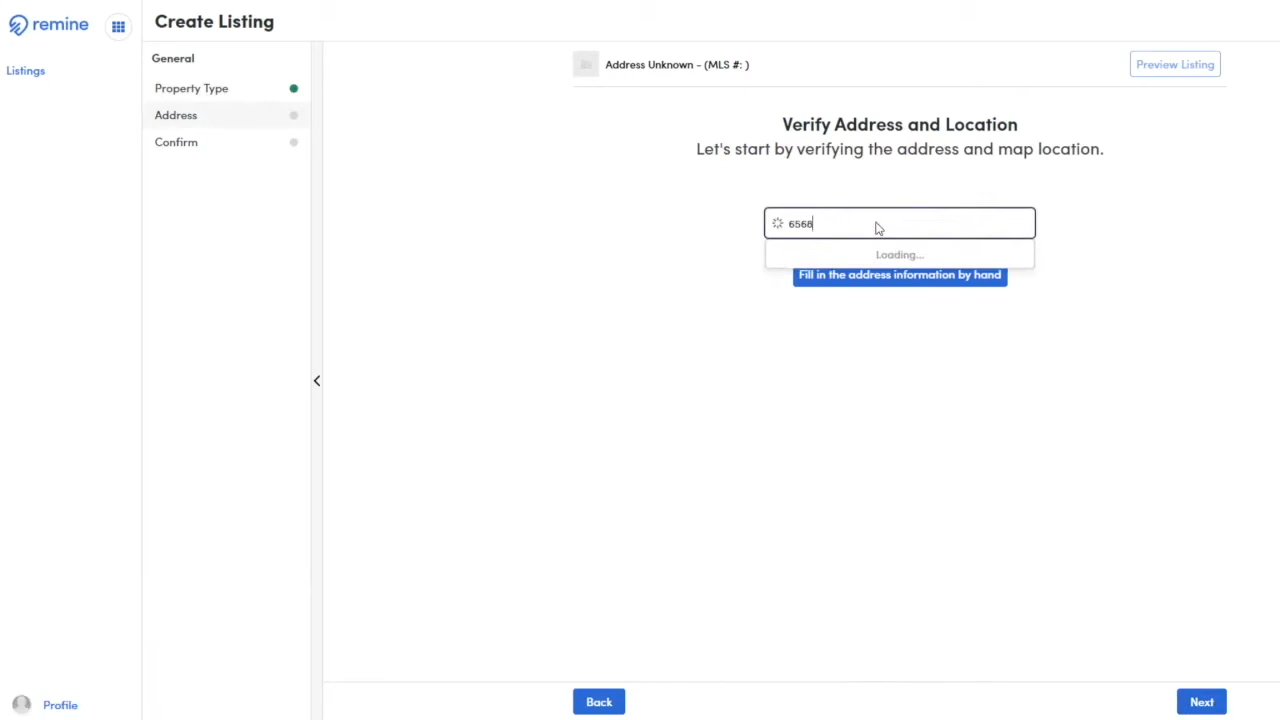 remine
Create Listing
Listings
General
Property Type
Address
Confirm
Address Unknown - (MLS #: )
Preview Listing
Verify Address and Location
Let's start by verifying the address and map location.
6568
Loading...
Fill in the address information by hand
Profile
Back
Next